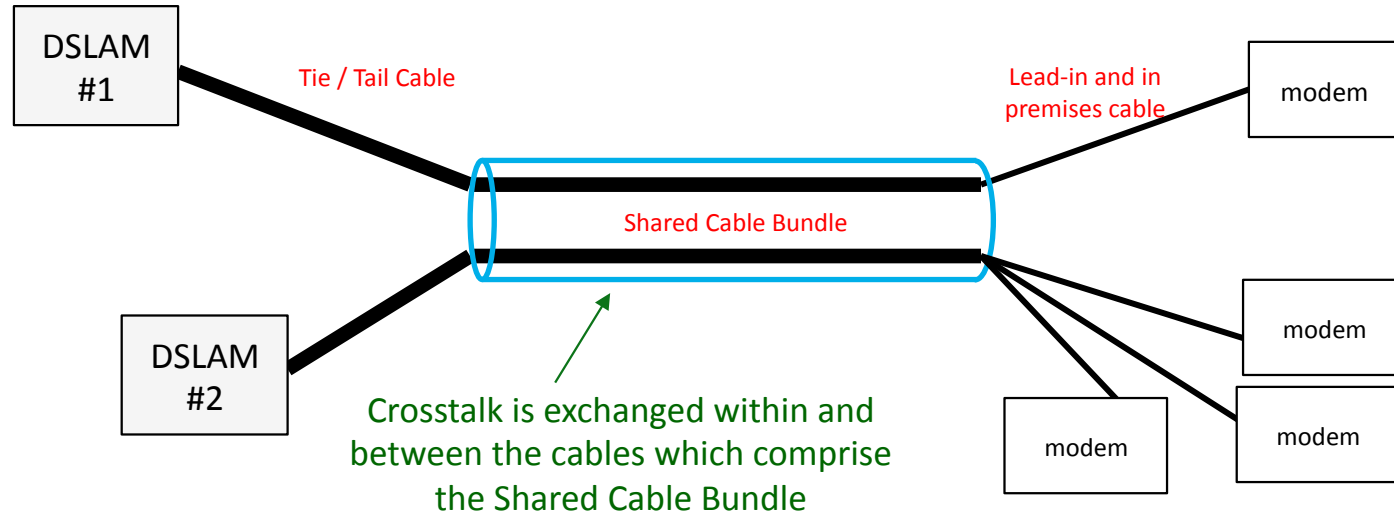 DSLAM
#1
Tie / Tail Cable
Lead-in and in
premises cable
modem
Shared Cable Bundle
DSLAM
#2
modem
modem
modem
Crosstalk is exchanged within and
between the cables which comprise
the Shared Cable Bundle